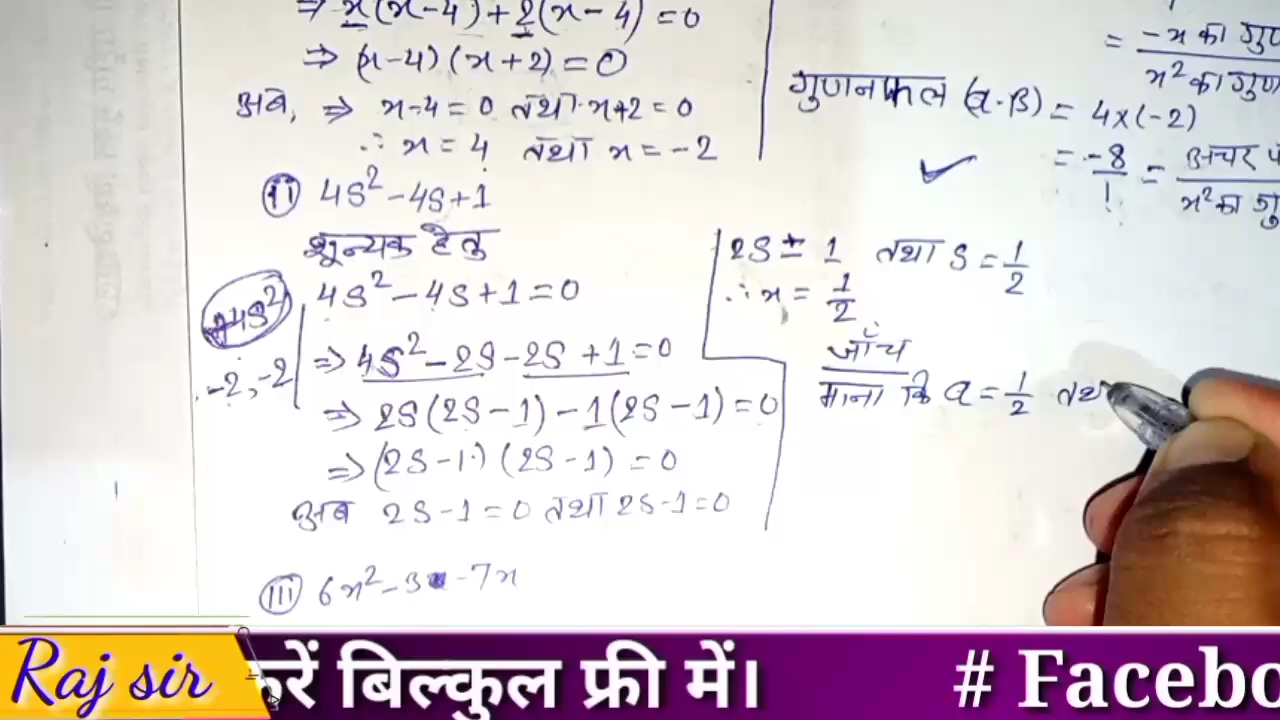 ⇒ x(x-4)+2(x-4)=0
⇒ (x-4)(x+2)=0
अब, ⇒ x-4=0 तथा x+2=0
∴ x=4 तथा x=-2
(ii) 4s²-4s+1
शून्यक हेतु
4s²-4s+1=0
4s²
-2,-2
⇒ 4s²-2s-2s+1=0
⇒ 2s(2s-1)-1(2s-1)=0
⇒ (2s-1)(2s-1)=0
अब 2s-1=0 तथा 2s-1=0
(iii) 6x²-3-7x
= -x का गु
x² का गु
गुणनफल (α·β) = 4×(-2)
= -8/1 = अचर प
x² का गु
2s = 1 तथा s = 1/2
∴ x = 1/2
जाँच
माना कि α = 1/2 तथ
Raj sir
करें बिल्कुल फ्री में।
# Facebo